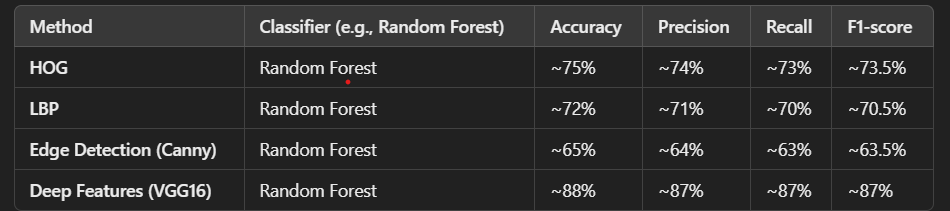 Method Classifier (e.g., Random Forest) Accuracy Precision Recall F1-score
HOG Random Forest ~75% ~74% ~73% ~73.5%
LBP Random Forest ~72% ~71% ~70% ~70.5%
Edge Detection (Canny) Random Forest ~65% ~64% ~63% ~63.5%
Deep Features (VGG16) Random Forest ~88% ~87% ~87% ~87%